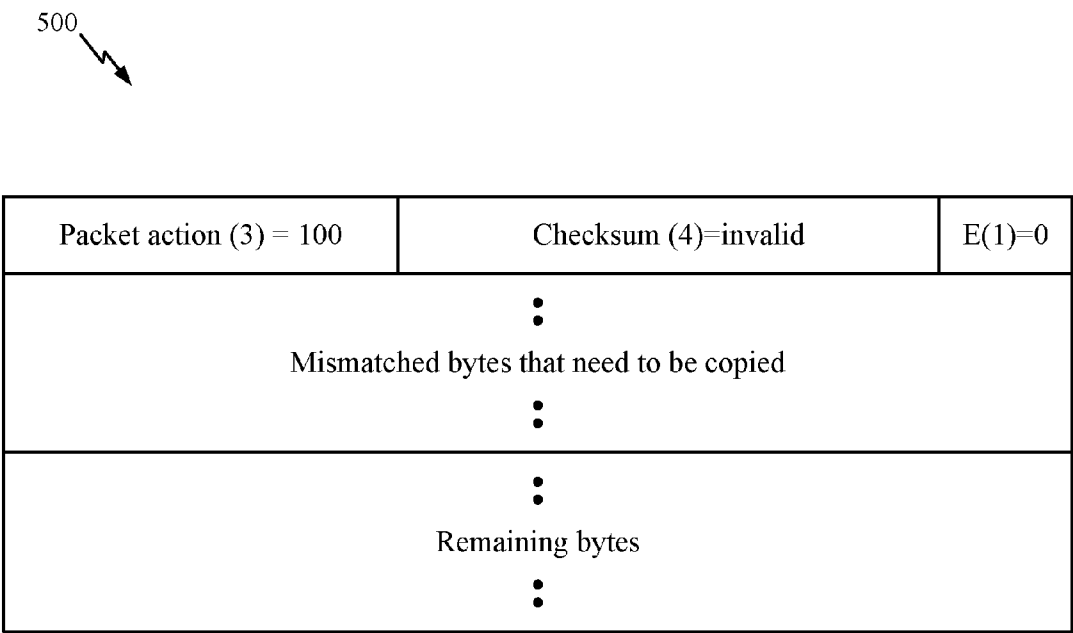 500
Packet action (3) = 100
Checksum (4)=invalid
E(1)=0
Mismatched bytes that need to be copied
Remaining bytes